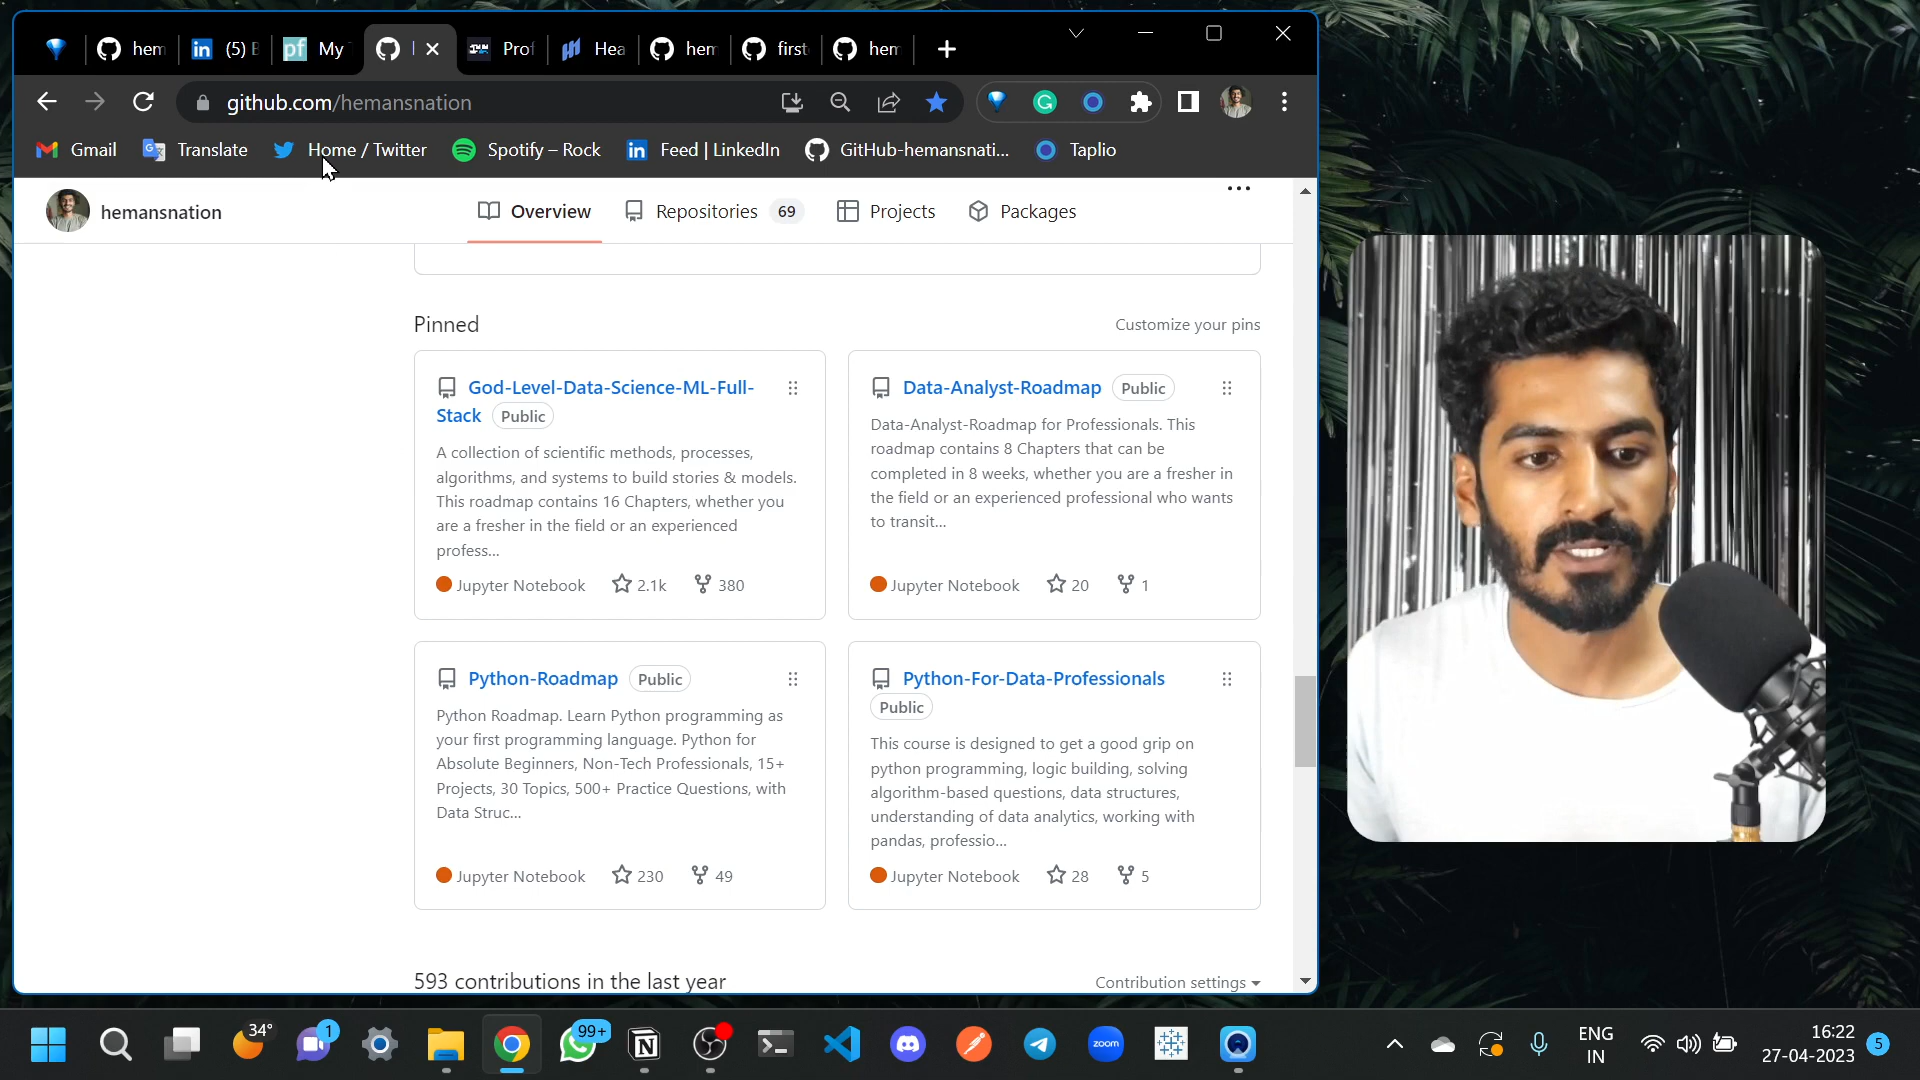 hem
(5) E
pf My
Prof
Hea
hem
first
hem
github.com/hemansnation
Gmail
Translate
Home / Twitter
Spotify – Rock
Feed | LinkedIn
GitHub-hemansnati...
Taplio
hemansnation
Overview
Repositories 69
Projects
Packages
Pinned
Customize your pins
God-Level-Data-Science-ML-Full-
Stack Public
A collection of scientific methods, processes,
algorithms, and systems to build stories & models.
This roadmap contains 16 Chapters, whether you
are a fresher in the field or an experienced
profess...
Jupyter Notebook 2.1k 380
Data-Analyst-Roadmap Public
Data-Analyst-Roadmap for Professionals. This
roadmap contains 8 Chapters that can be
completed in 8 weeks, whether you are a fresher in
the field or an experienced professional who wants
to transit...
Jupyter Notebook 20 1
Python-Roadmap Public
Python Roadmap. Learn Python programming as
your first programming language. Python for
Absolute Beginners, Non-Tech Professionals, 15+
Projects, 30 Topics, 500+ Practice Questions, with
Data Struc...
Jupyter Notebook 230 49
Python-For-Data-Professionals
Public
This course is designed to get a good grip on
python programming, logic building, solving
algorithm-based questions, data structures,
understanding of data analytics, working with
pandas, professio...
Jupyter Notebook 28 5
593 contributions in the last year
Contribution settings
34°
1
99+
zoom
ENG
IN
16:22
27-04-2023
5